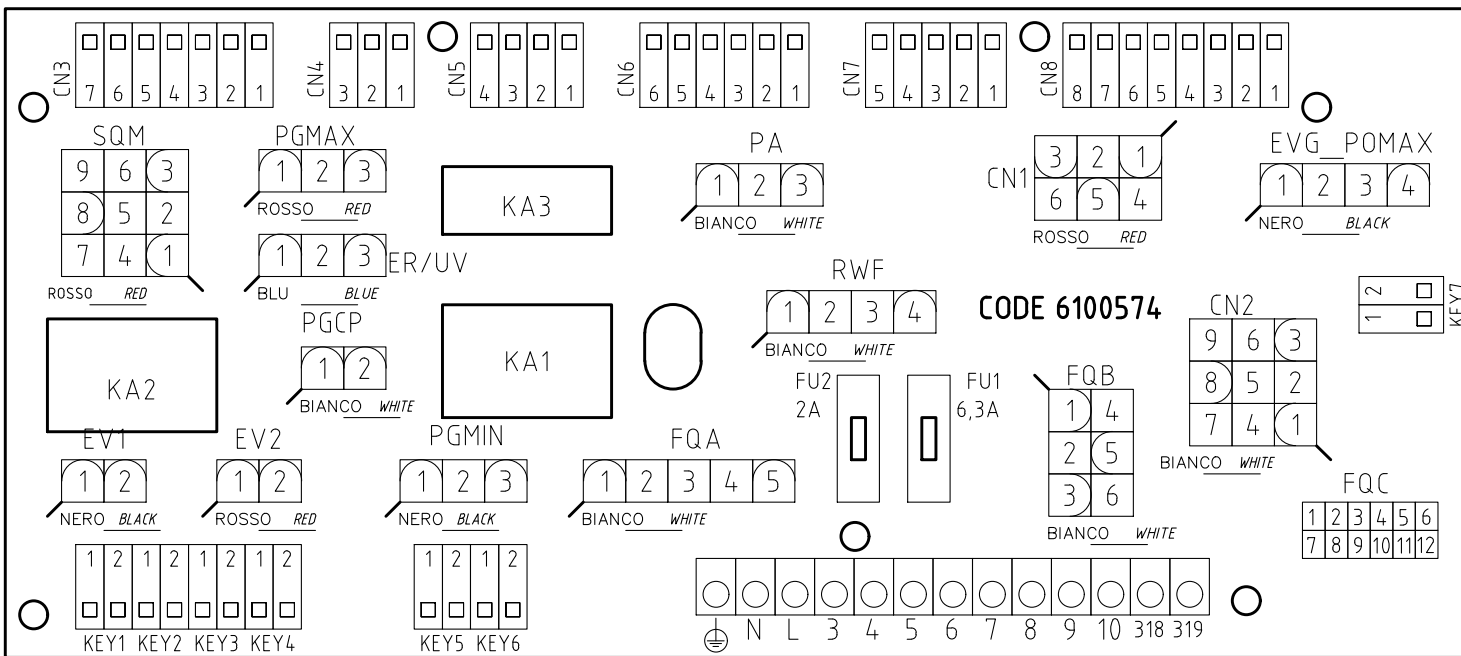 CN3
7 6 5 4 3 2 1
CN4
3 2 1
CN5
4 3 2 1
CN6
6 5 4 3 2 1
CN7
5 4 3 2 1
CN8
8 7 6 5 4 3 2 1
SQM
9 6 3
8 5 2
7 4 1
ROSSO RED
PGMAX
1 2 3
ROSSO RED
ER/UV
1 2 3
BLU BLUE
PGCP
1 2
BIANCO WHITE
KA3
KA1
KA2
PA
1 2 3
BIANCO WHITE
CN1
3 2 1
6 5 4
ROSSO RED
EVG_POMAX
1 2 3 4
NERO BLACK
RWF
1 2 3 4
BIANCO WHITE
CODE 6100574
KEY7
2
1
CN2
9 6 3
8 5 2
7 4 1
BIANCO WHITE
FU2
2A
FU1
6,3A
FQB
1 4
2 5
3 6
BIANCO WHITE
EV1
1 2
NERO BLACK
EV2
1 2
ROSSO RED
PGMIN
1 2 3
NERO BLACK
FQA
1 2 3 4 5
BIANCO WHITE
FQC
1 2 3 4 5 6
7 8 9 10 11 12
1 2 1 2 1 2 1 2
KEY1 KEY2 KEY3 KEY4
1 2 1 2
KEY5 KEY6
N L 3 4 5 6 7 8 9 10 318 319